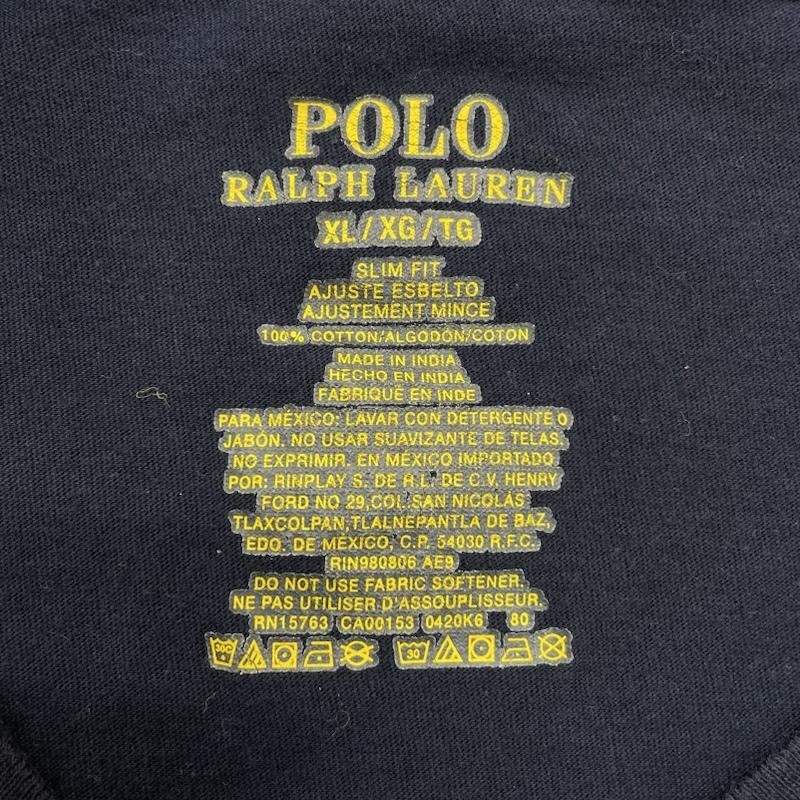 POLO
RALPH LAUREN
XL/XG/TG
SLIM FIT
AJUSTE ESBELTO
AJUSTEMENT MINCE
100% COTTON/ALGODÓN/COTON
MADE IN INDIA
HECHO EN INDIA
FABRIQUÉ EN INDE
PARA MÉXICO: LAVAR CON DETERGENTE O
JABÓN. NO USAR SUAVIZANTE DE TELAS.
NO EXPRIMIR. EN MÉXICO IMPORTADO
POR: RINPLAY S. DE R.L. DE C.V. HENRY
FORD NO 29,COL.SAN NICOLÁS
TLAXCOLPAN,TLALNEPANTLA DE BAZ,
EDO. DE MÉXICO, C.P. 54030 R.F.C.
RIN980806 AE9
DO NOT USE FABRIC SOFTENER.
NE PAS UTILISER D'ASSOUPLISSEUR.
RN15763 CA00153 0420K6 80
30C 30